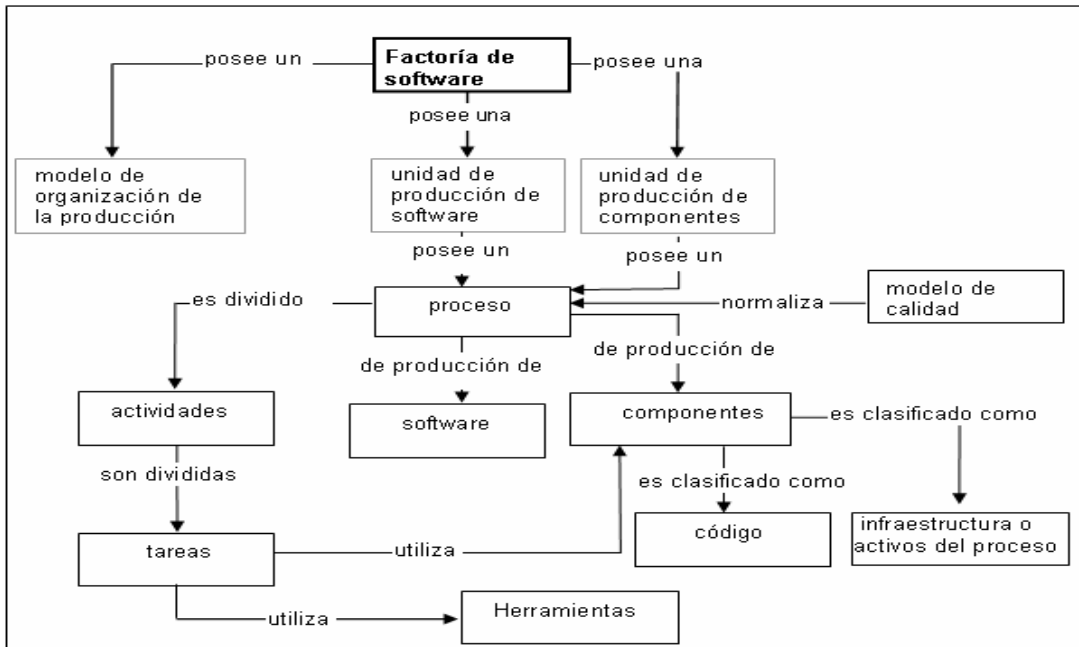 posee un
Factoría de
software
posee una
posee una
modelo de
organización de
la producción
unidad de
producción de
software
unidad de
producción de
componentes
posee un
posee un
es dividido
proceso
normaliza
modelo de
calidad
de producción de
de producción de
actividades
software
componentes
es clasificado como
son divididas
es clasificado como
tareas
utiliza
código
infraestructura o
activos del proceso
utiliza
Herramientas